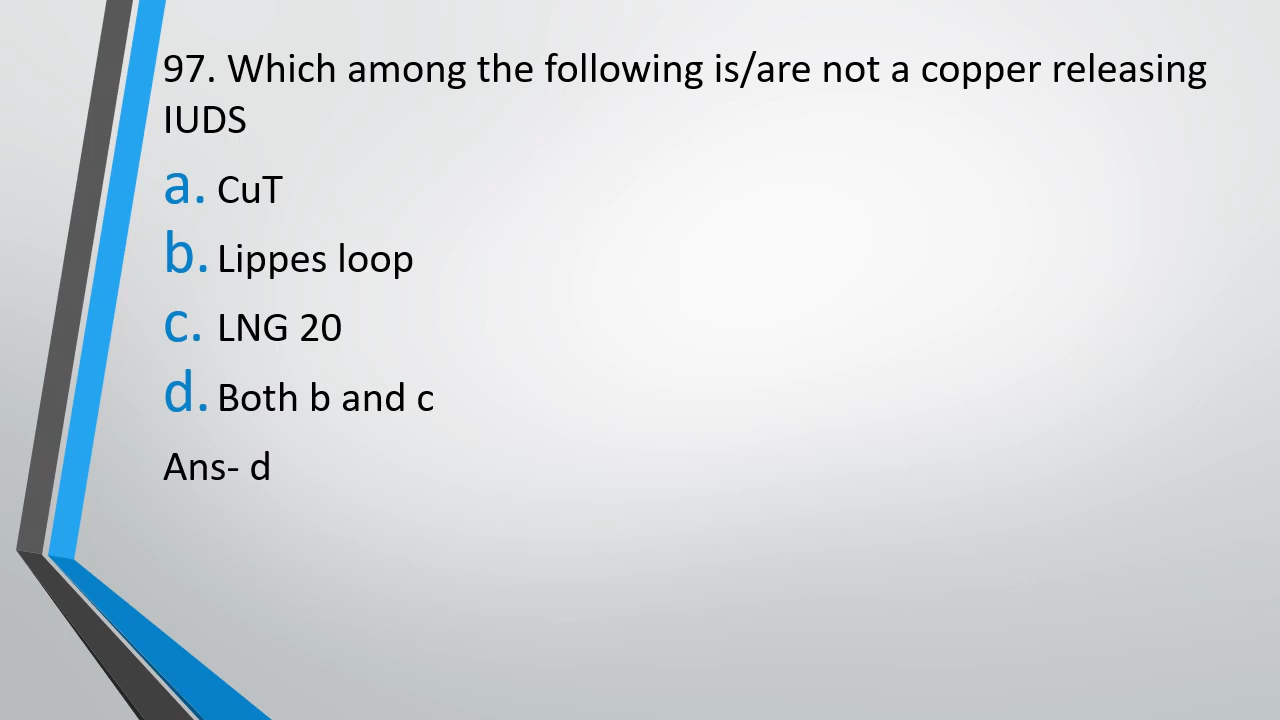 97. Which among the following is/are not a copper releasing
IUDS
a. CuT
b. Lippes loop
c. LNG 20
d. Both b and c
Ans- d